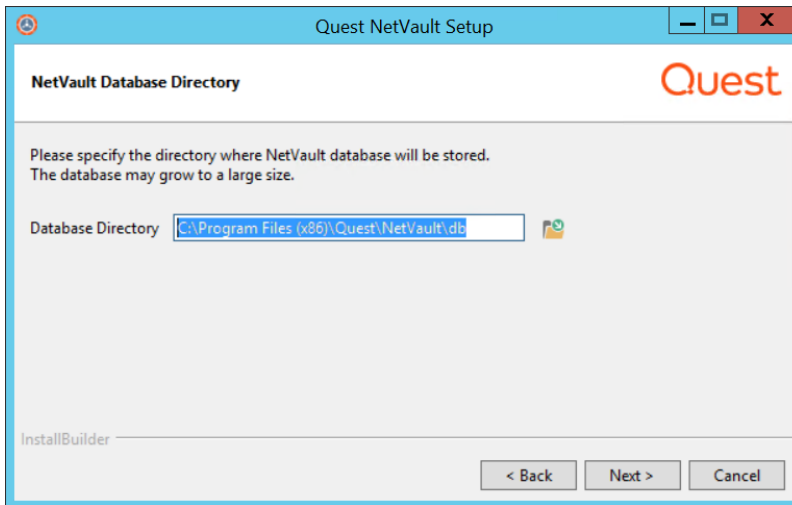 Quest NetVault Setup
NetVault Database Directory
Quest
Please specify the directory where NetVault database will be stored.
The database may grow to a large size.
Database Directory C:\Program Files (x86)\Quest\NetVault\db
InstallBuilder
< Back Next > Cancel